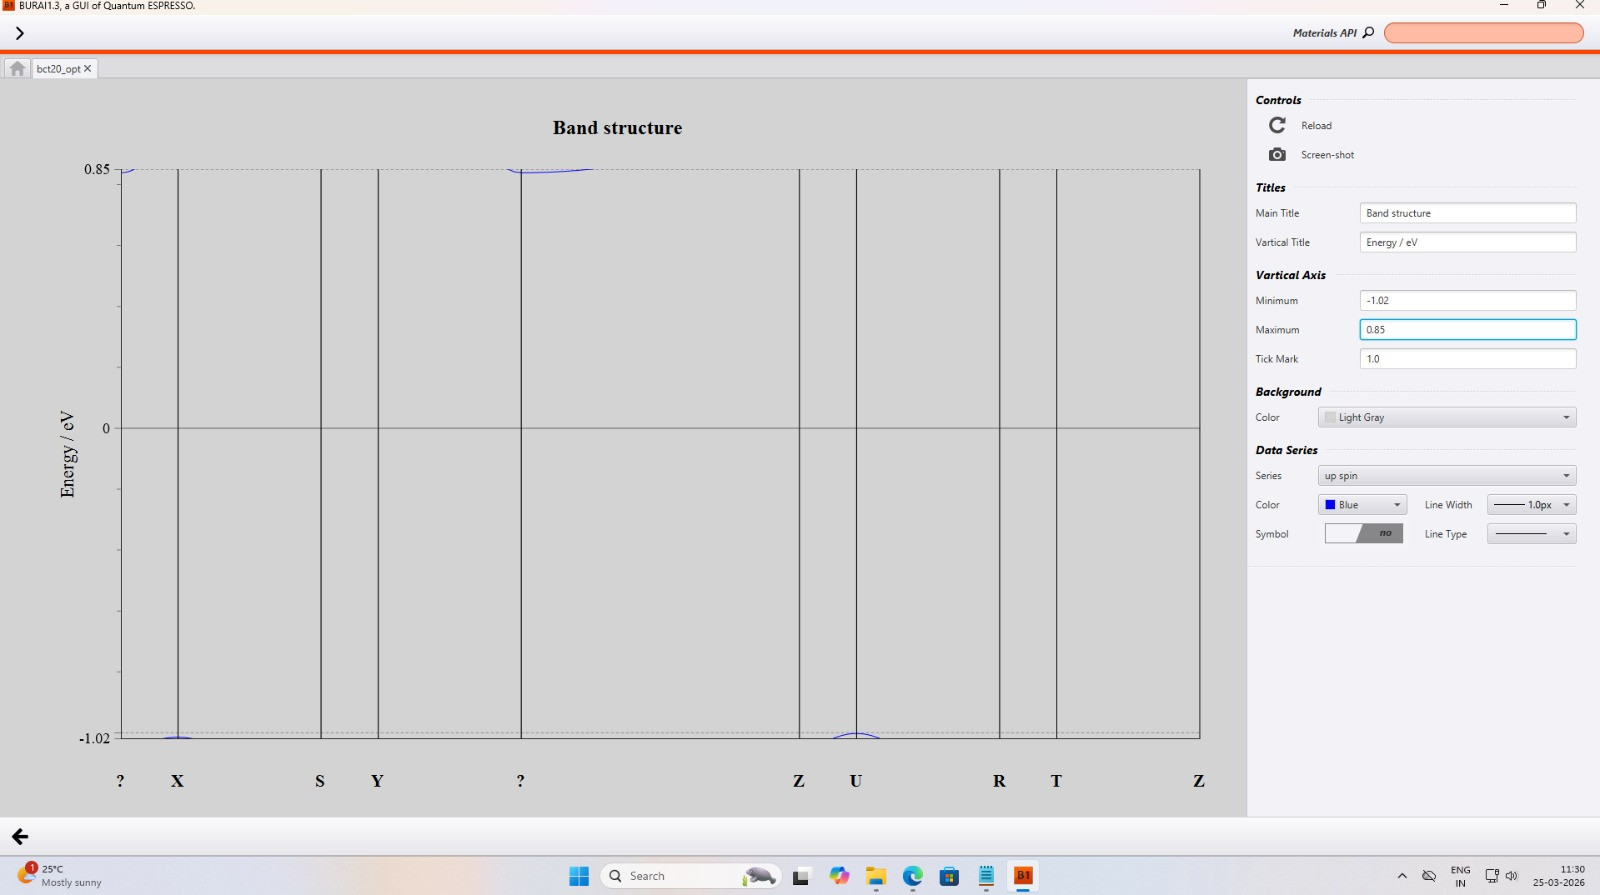 BURAI1.3, a GUI of Quantum ESPRESSO.
Materials API
bct20_opt
Band structure
0.85
0
-1.02
Energy / eV
? X S Y ? Z U R T Z
Controls
Reload
Screen-shot
Titles
Main Title Band structure
Vartical Title Energy / eV
Vartical Axis
Minimum -1.02
Maximum 0.85
Tick Mark 1.0
Background
Color Light Gray
Data Series
Series up spin
Color Blue Line Width 1.0px
Symbol no Line Type
1
25°C
Mostly sunny
Search
B1
ENG
IN
11:30
25-03-2026